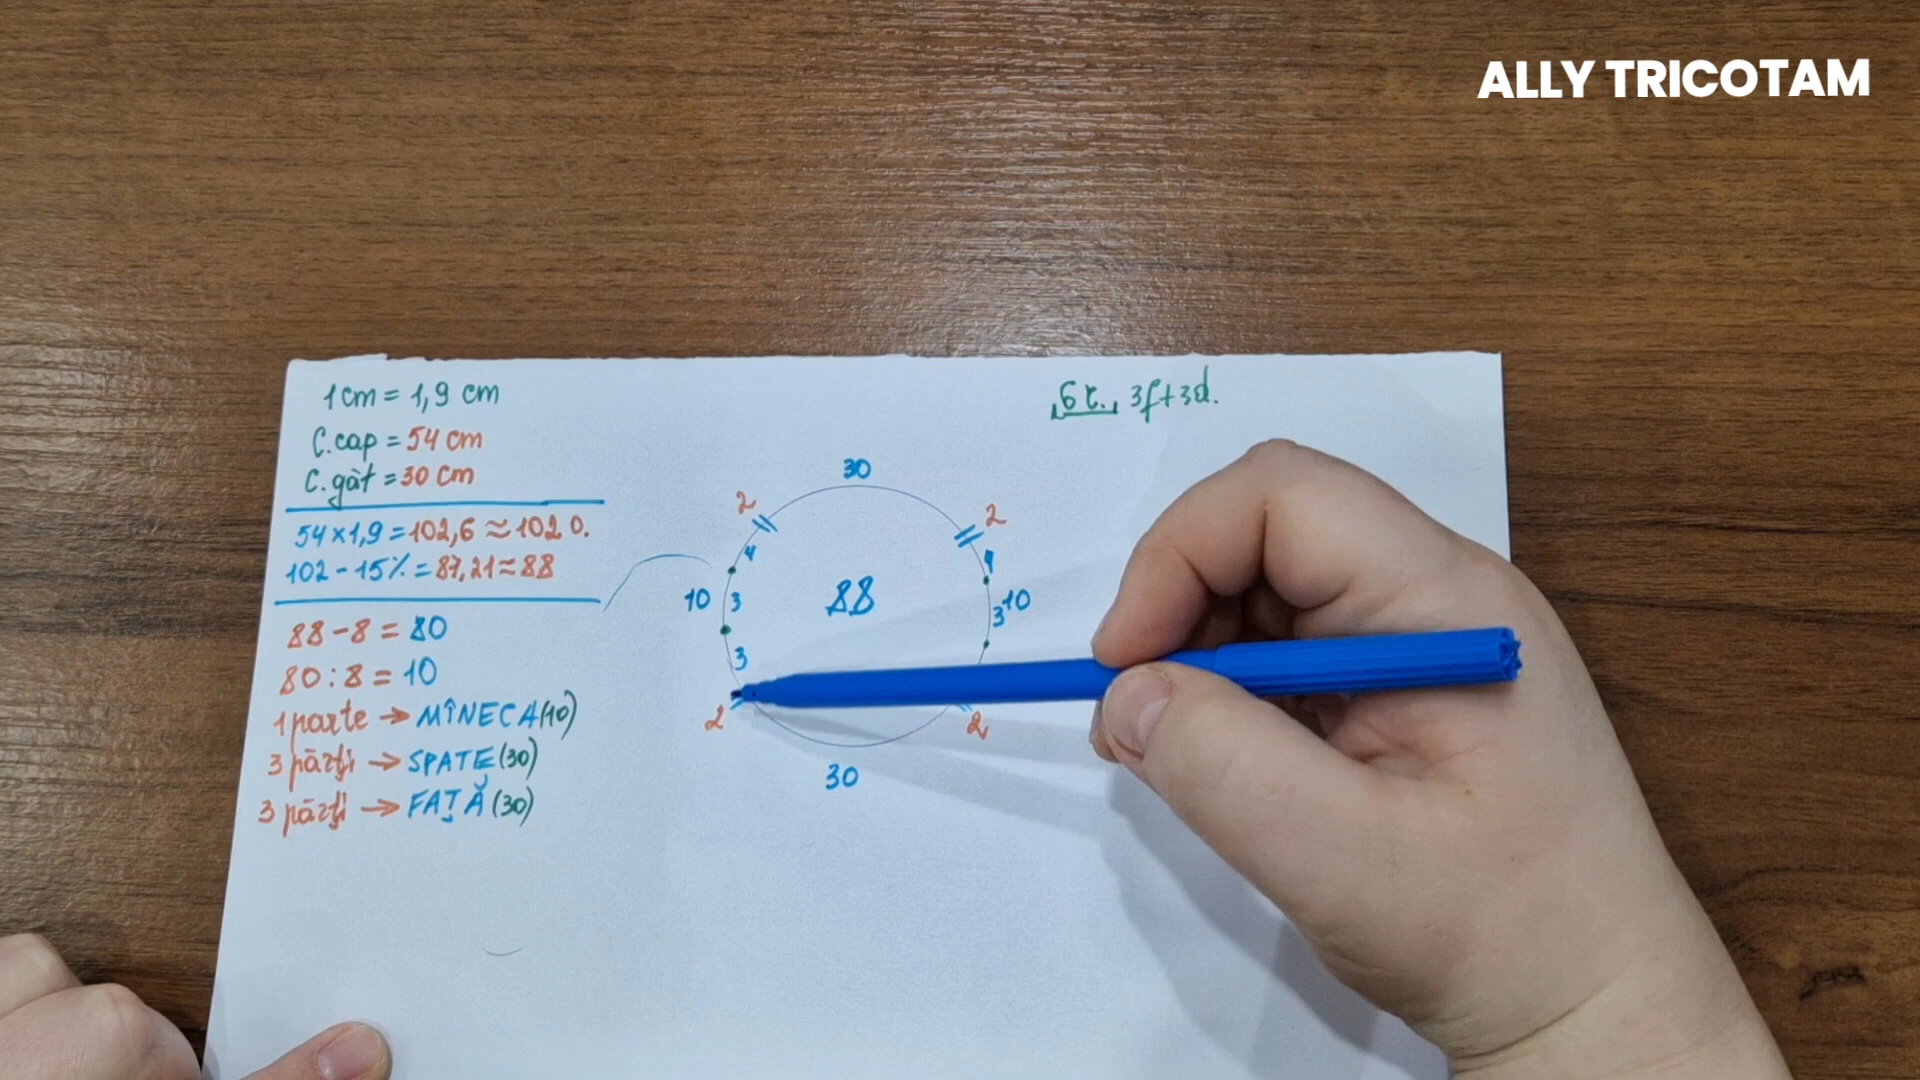 ALLY TRICOTAM
1 cm = 1,9 cm
C.cap = 54 cm
C.gàt = 30 cm
54 x 1,9 = 102,6 ≈ 102 O.
102 - 15% = 87,21 ≈ 88
88 - 8 = 80
80 : 8 = 10
1 parte → MÎNECA (10)
3 părți → SPATE (30)
3 părți → FAȚĂ (30)
6 r., 3f+3d.
30
2 2
4 4
10 3 88 3 10
3
2 2
30